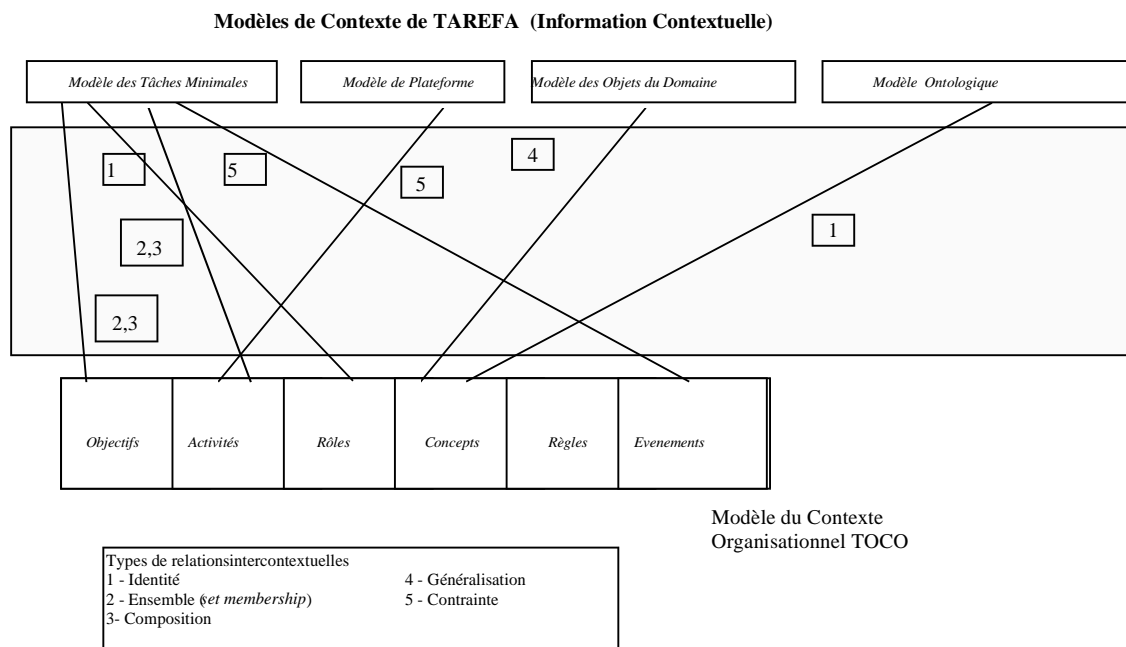 Modèles de Contexte de TAREFA (Information Contextuelle)
Modèle des Tâches Minimales
Modèle de Plateforme
Modèle des Objets du Domaine
Modèle Ontologique
1
5
5
4
2,3
1
2,3
Objectifs
Activités
Rôles
Concepts
Règles
Evenements
Modèle du Contexte
Organisationnel TOCO
Types de relationsintercontextuelles
1 - Identité
2 - Ensemble (set membership)
3- Composition
4 - Généralisation
5 - Contrainte